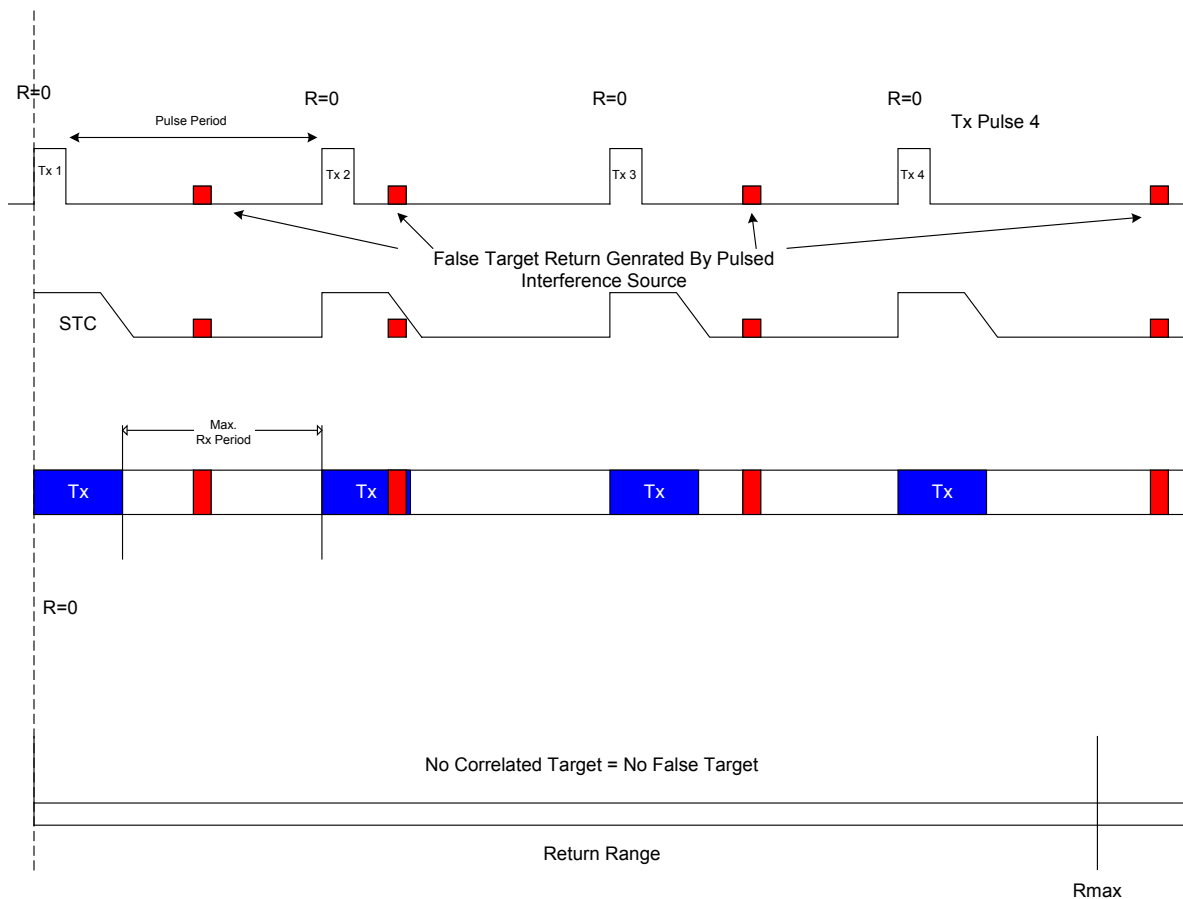 R=0
R=0
R=0
R=0
Pulse Period
Tx Pulse 4
Tx 1
Tx 2
Tx 3
Tx 4
False Target Return Genrated By Pulsed
Interference Source
STC
Max.
Rx Period
Tx
Tx
Tx
Tx
R=0
No Correlated Target = No False Target
Return Range
Rmax